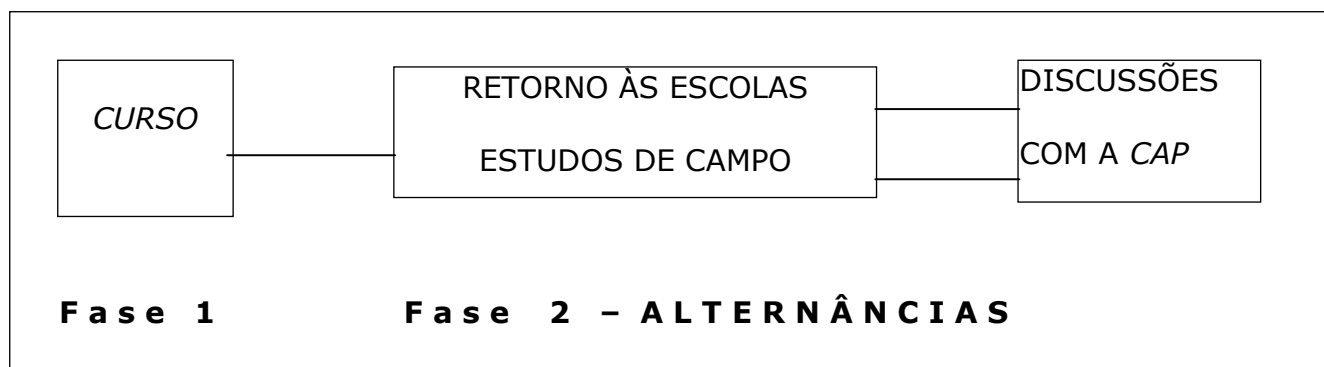 CURSO
RETORNO ÀS ESCOLAS
ESTUDOS DE CAMPO
DISCUSSÕES
COM A CAP
Fase 1
Fase 2 – ALTERNÂNCIAS